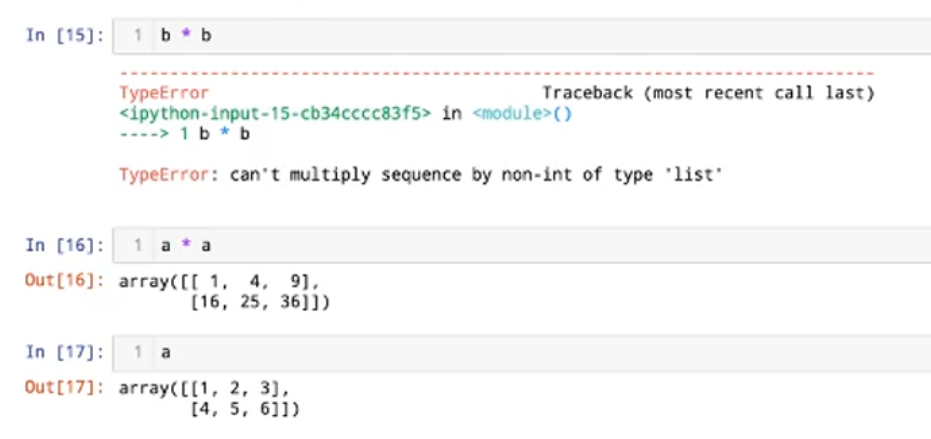 In [15]: 1 b * b
---------------------------------------------------------------------------
TypeError Traceback (most recent call last)
<ipython-input-15-cb34cccc83f5> in <module>()
----> 1 b * b
TypeError: can't multiply sequence by non-int of type 'list'
In [16]: 1 a * a
Out[16]: array([[ 1, 4, 9],
[16, 25, 36]])
In [17]: 1 a
Out[17]: array([[1, 2, 3],
[4, 5, 6]])